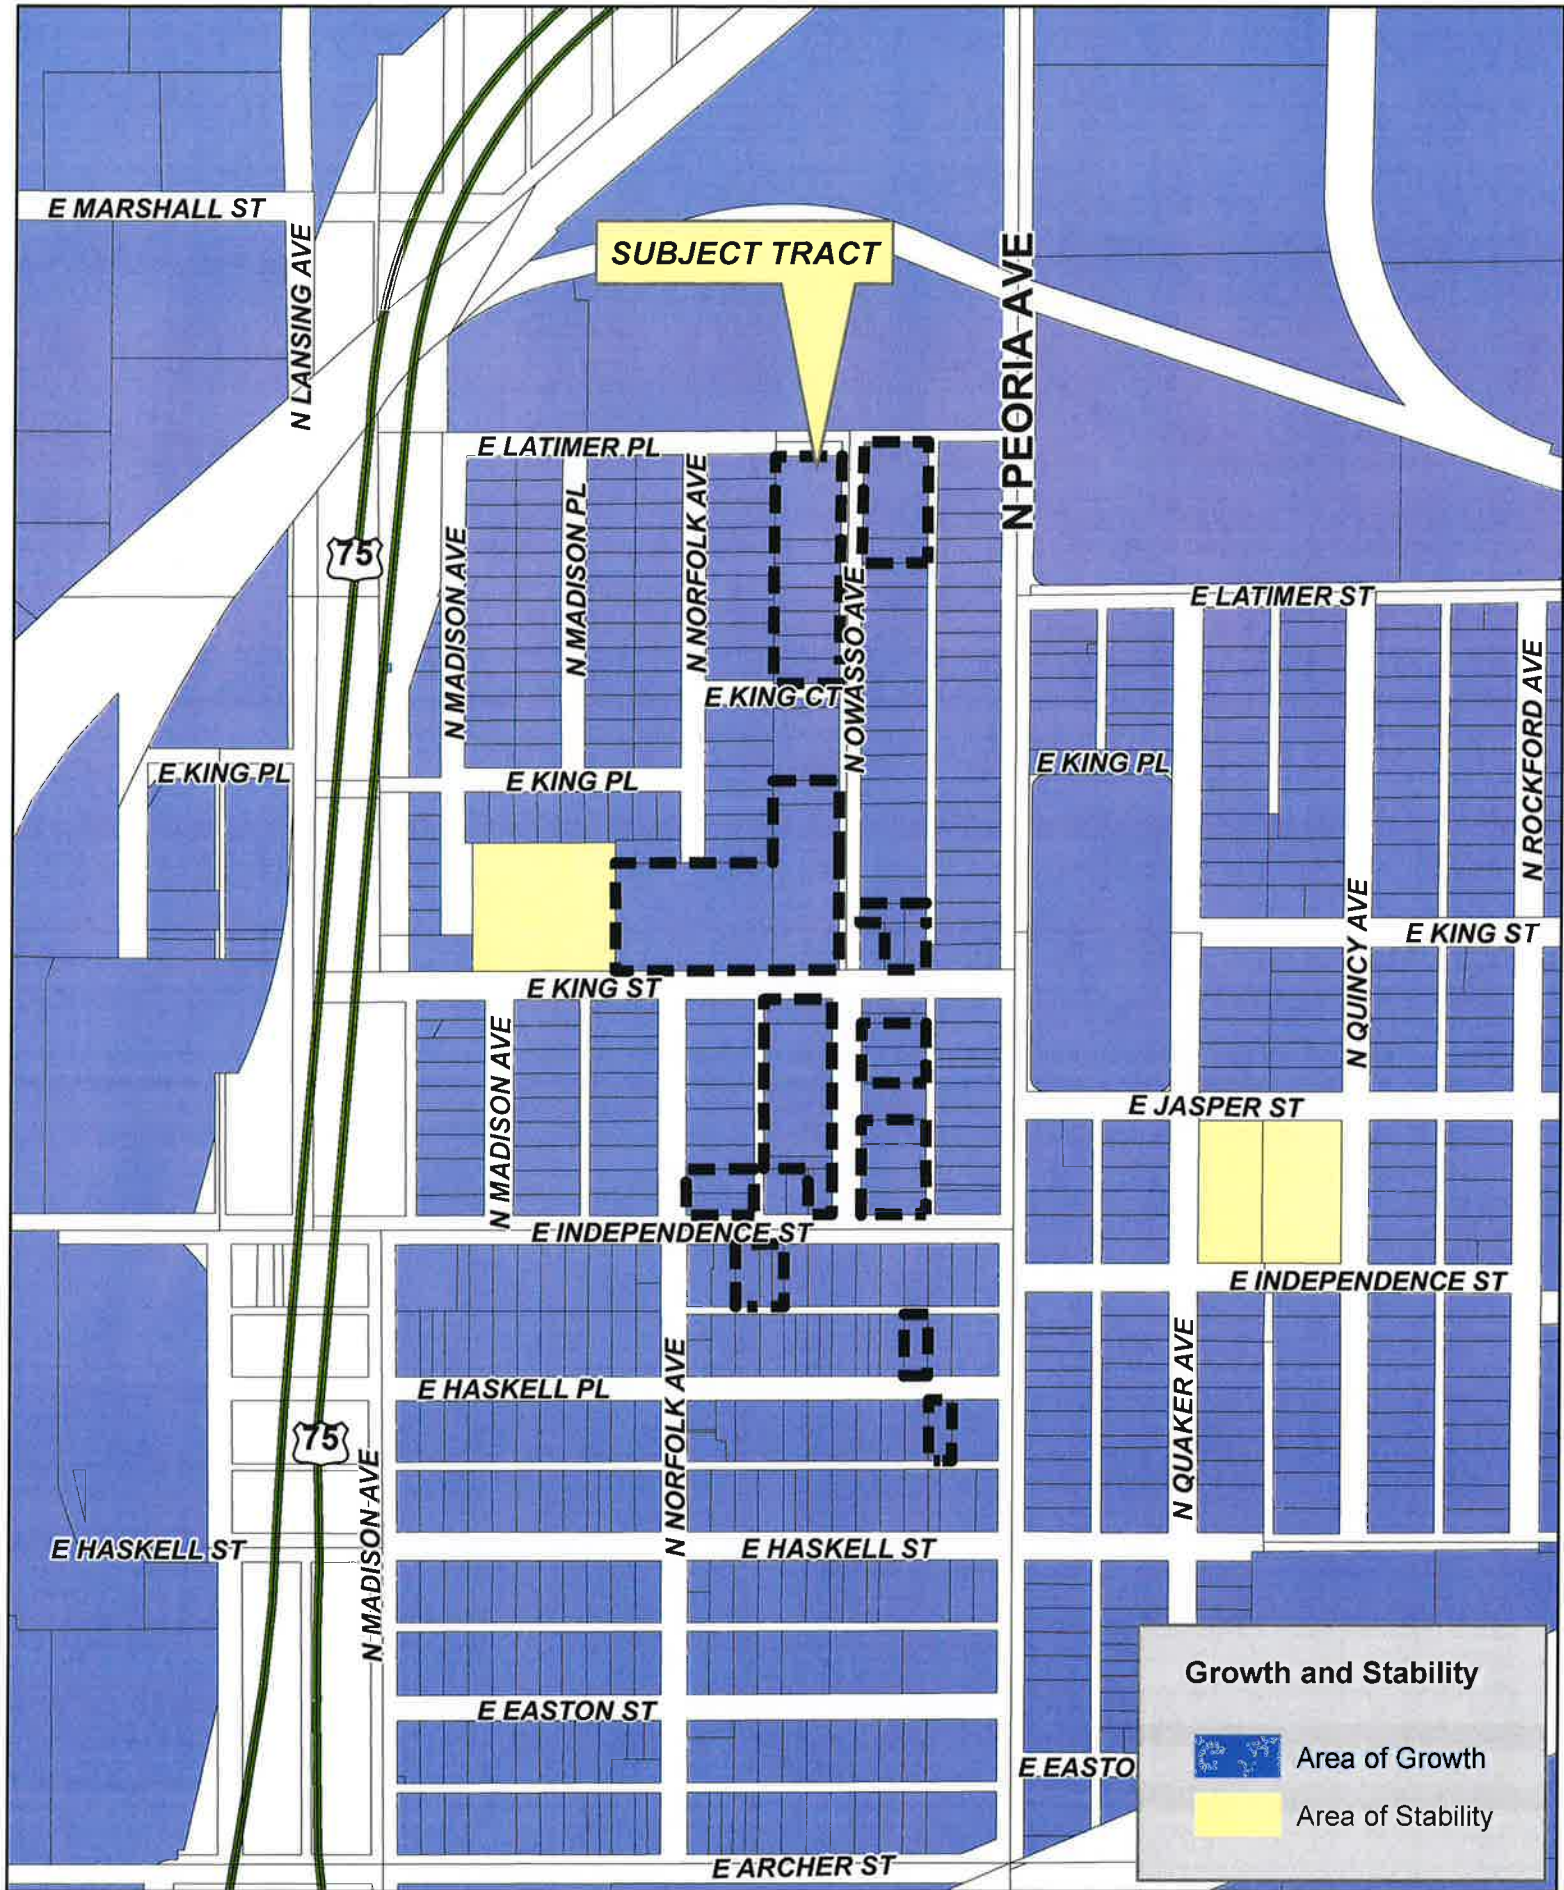 E MARSHALL ST
N LANSING AVE
SUBJECT TRACT
N PEORIA AVE
E LATIMER PL
75
N MADISON AVE
N MADISON PL
N NORFOLK AVE
N OWASSO AVE
E LATIMER ST
N ROCKFORD AVE
E KING CT
E KING PL
E KING PL
E KING PL
N QUINCY AVE
E KING ST
E KING ST
N MADISON AVE
E JASPER ST
E INDEPENDENCE ST
E INDEPENDENCE ST
N QUAKER AVE
N NORFOLK AVE
E HASKELL PL
75
N MADISON AVE
E HASKELL ST
E HASKELL ST
E EASTON ST
E EASTO
E ARCHER ST
Growth and Stability
Area of Growth
Area of Stability